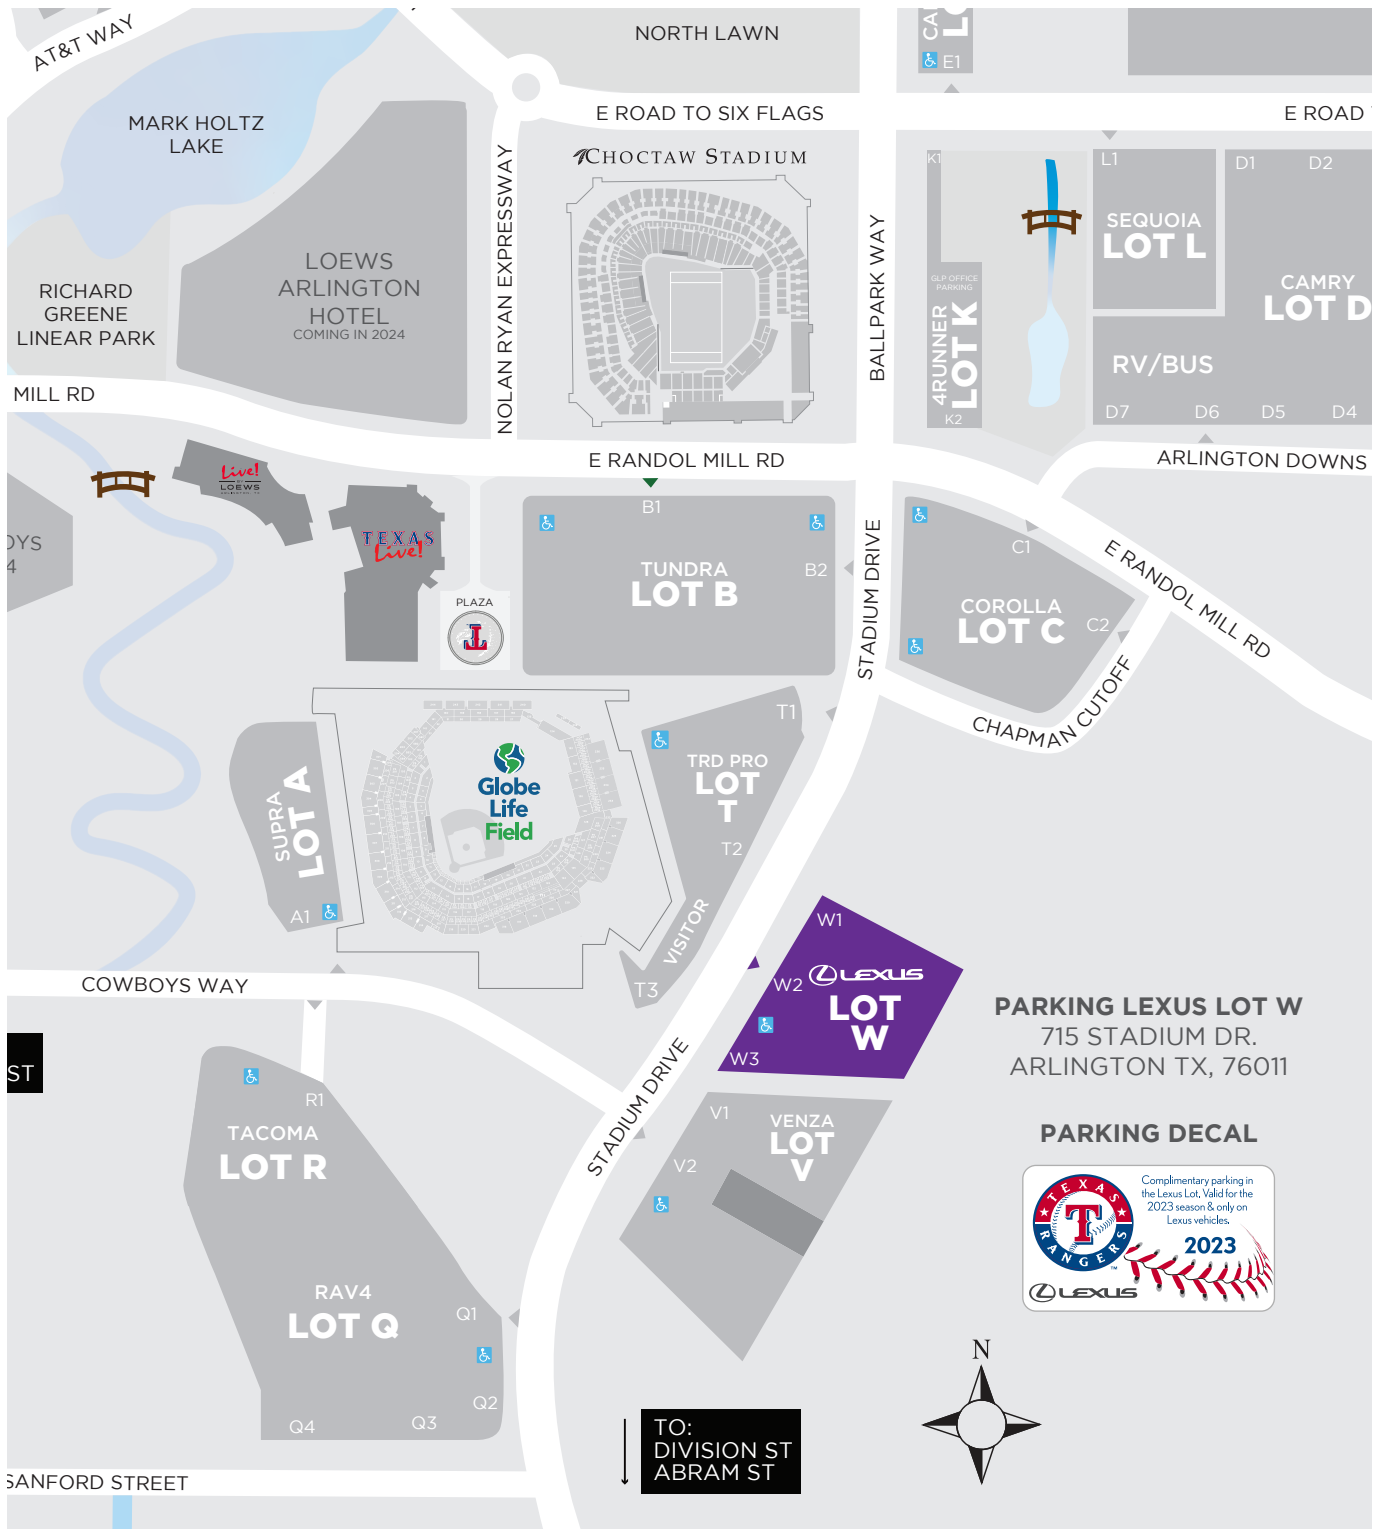 AT&T WAY
NORTH LAWN
E1
MARK HOLTZ
LAKE
E ROAD TO SIX FLAGS
E ROAD
CHOCTAW STADIUM
NOLAN RYAN EXPRESSWAY
BALLPARK WAY
K1
GLP OFFICE
PARKING
4RUNNER
LOT K
K2
L1
SEQUOIA
LOT L
D1
D2
CAMRY
LOT D
RV/BUS
D7
D6
D5
D4
LOEWS
ARLINGTON
HOTEL
COMING IN 2024
RICHARD
GREENE
LINEAR PARK
MILL RD
E RANDOL MILL RD
ARLINGTON DOWNS
Live!
BY
LOEWS
TEXAS
Live!
PLAZA
T
B1
B2
TUNDRA
LOT B
STADIUM DRIVE
C1
COROLLA
LOT C
C2
E RANDOL MILL RD
CHAPMAN CUTOFF
OYS
4
SUPRA
LOT A
A1
Globe
Life
Field
T1
TRD PRO
LOT
T
T2
VISITOR
T3
W1
W2
LEXUS
LOT
W
W3
COWBOYS WAY
ST
STADIUM DRIVE
PARKING LEXUS LOT W
715 STADIUM DR.
ARLINGTON TX, 76011
R1
TACOMA
LOT R
V1
VENZA
LOT
V
V2
PARKING DECAL
TEXAS
T
RANGERS
TM
Complimentary parking in
the Lexus Lot. Valid for the
2023 season & only on
Lexus vehicles.
2023
LEXUS
RAV4
LOT Q
Q1
Q2
Q3
Q4
N
TO:
DIVISION ST
ABRAM ST
SANFORD STREET